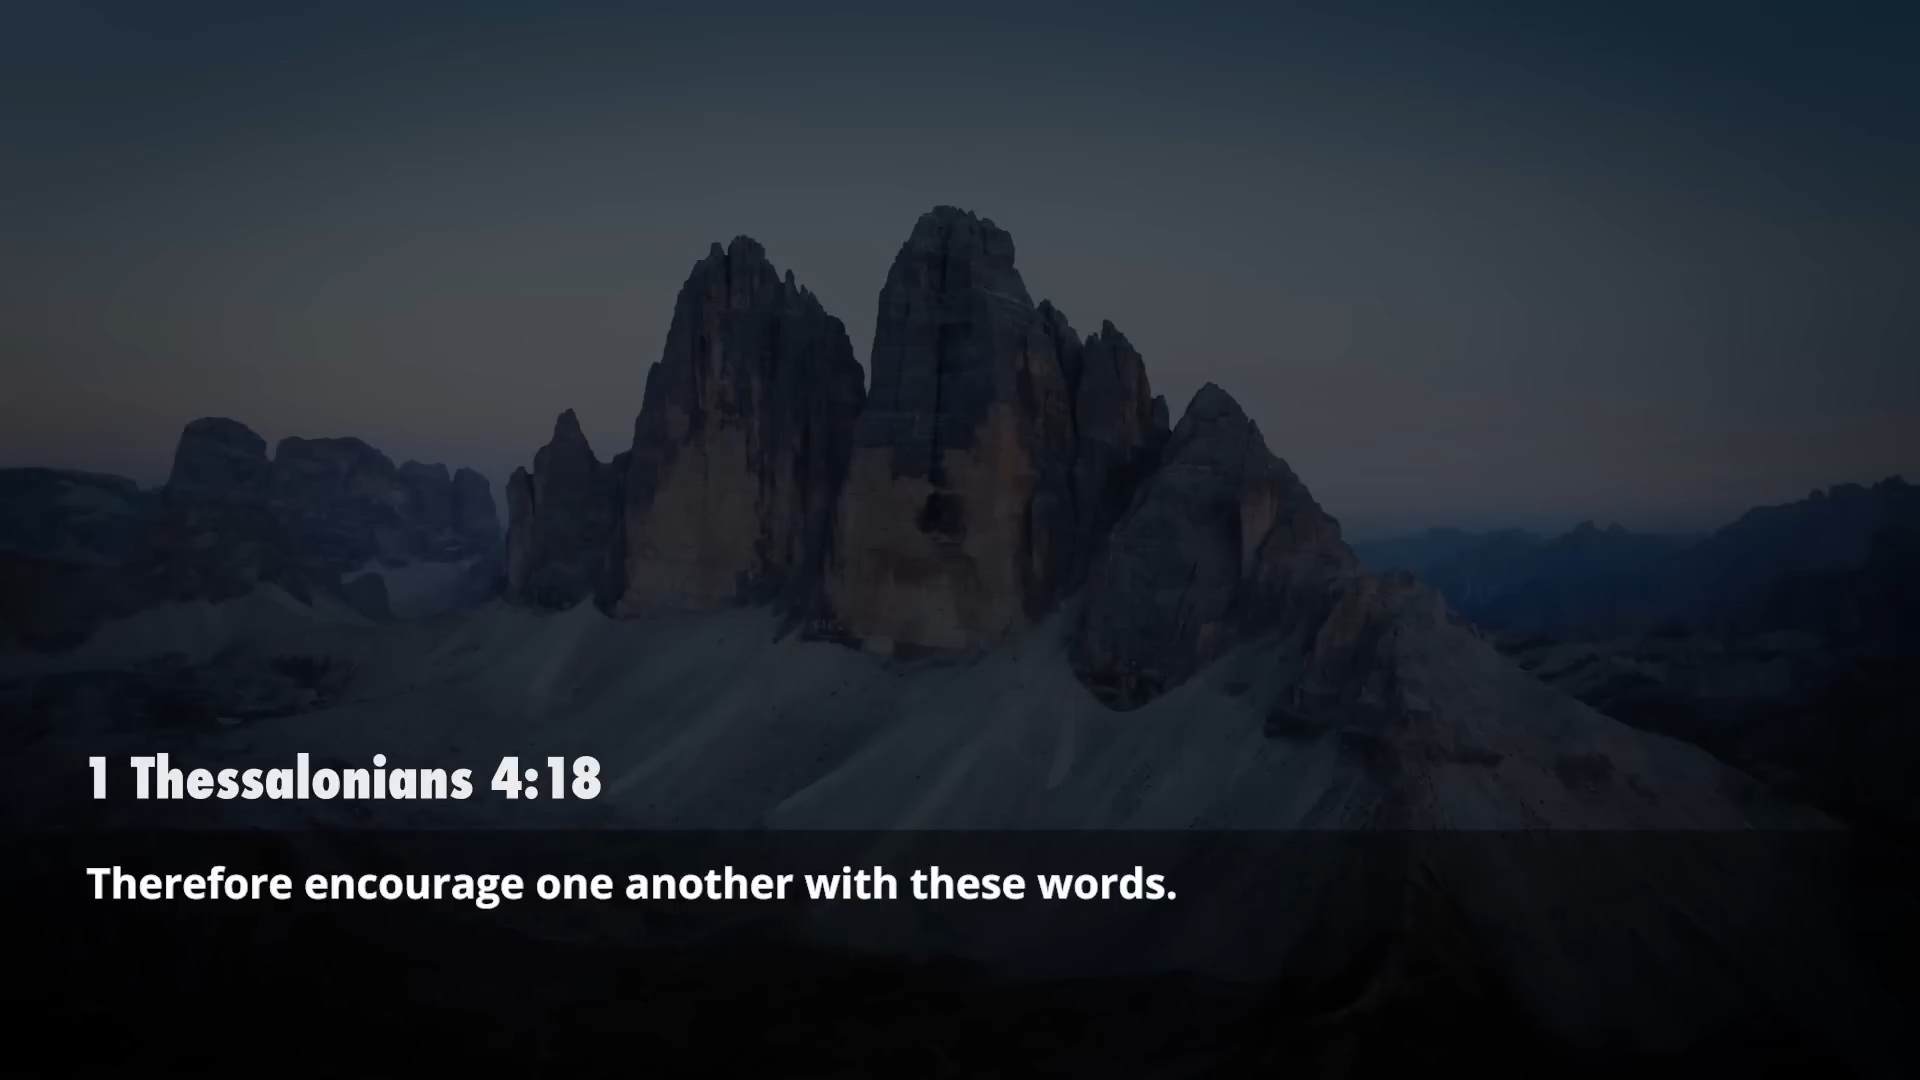 1 Thessalonians 4:18
Therefore encourage one another with these words.